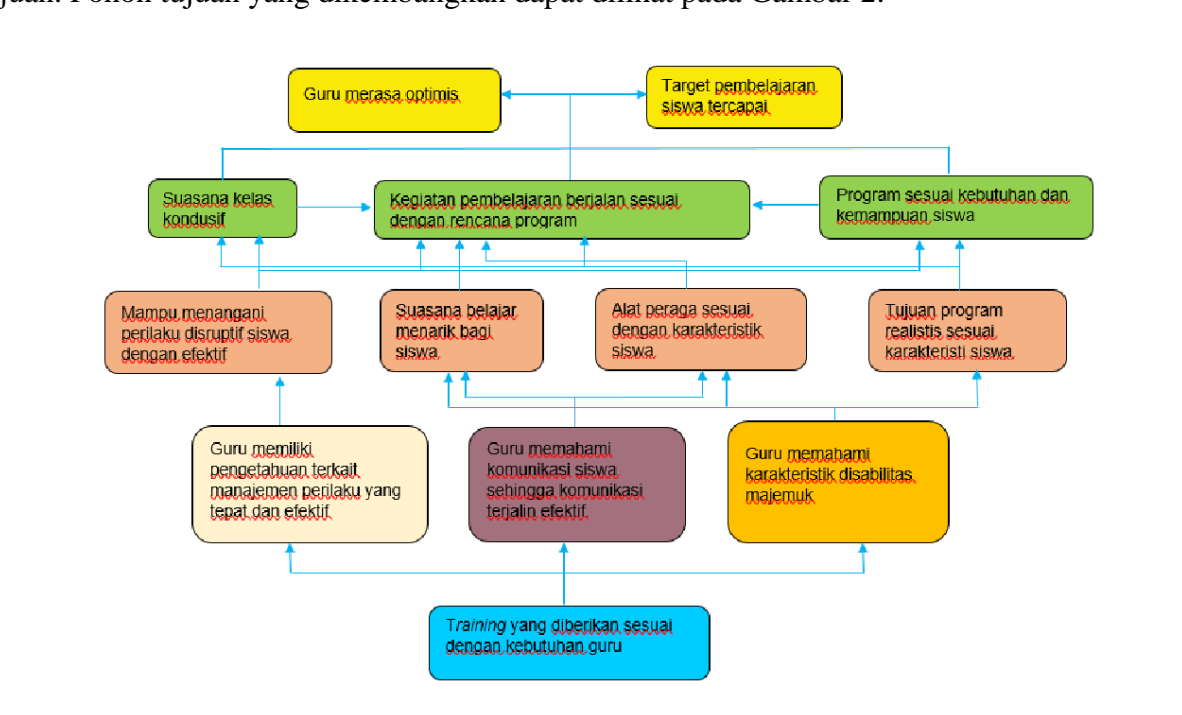 juan. Pohon tujuan yang dikembangkan dapat dilihat pada Gambar 2.
Guru merasa optimis
Target pembelajaran
siswa tercapai
Suasana kelas
kondusif
Kegiatan pembelajaran berjalan sesuai
dengan rencana program
Program sesuai kebutuhan dan
kemampuan siswa
Mampu menangani
perilaku disruptif siswa
dengan efektif
Suasana belajar
menarik bagi
siswa
Alat peraga sesuai
dengan karakteristik
siswa
Tujuan program
realistis sesuai
karakteristi siswa
Guru memiliki
pengetahuan terkait
manajemen perilaku yang
tepat dan efektif
Guru memahami
komunikasi siswa
sehingga komunikasi
terjalin efektif
Guru memahami
karakteristik disabilitas
majemuk
Training yang diberikan sesuai
dengan kebutuhan guru